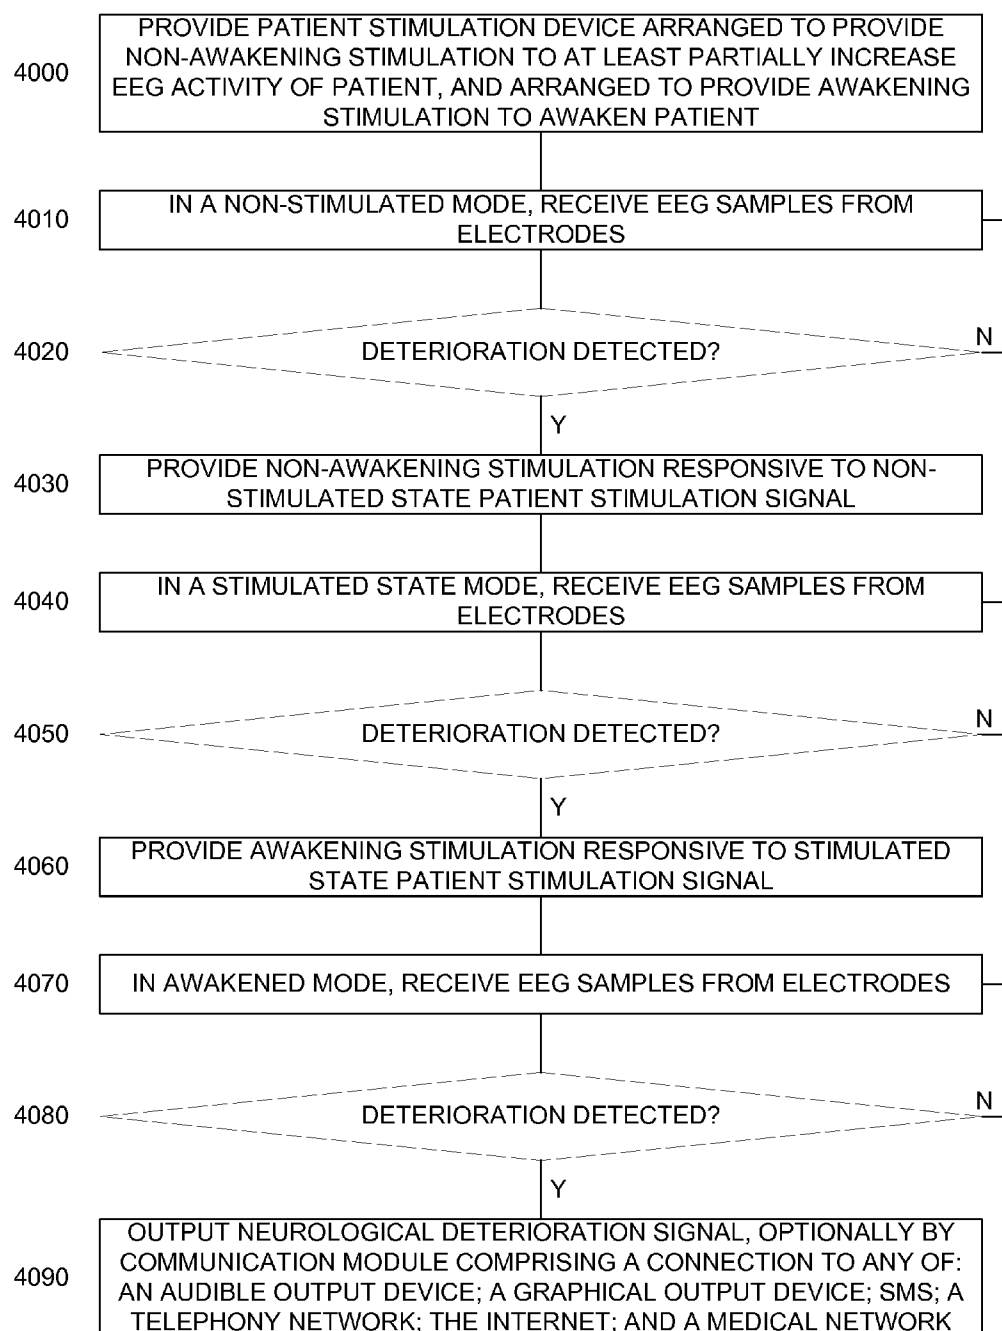 4000
PROVIDE PATIENT STIMULATION DEVICE ARRANGED TO PROVIDE
NON-AWAKENING STIMULATION TO AT LEAST PARTIALLY INCREASE
EEG ACTIVITY OF PATIENT, AND ARRANGED TO PROVIDE AWAKENING
STIMULATION TO AWAKEN PATIENT
4010
IN A NON-STIMULATED MODE, RECEIVE EEG SAMPLES FROM
ELECTRODES
4020
DETERIORATION DETECTED?
N
Y
4030
PROVIDE NON-AWAKENING STIMULATION RESPONSIVE TO NON-
STIMULATED STATE PATIENT STIMULATION SIGNAL
4040
IN A STIMULATED STATE MODE, RECEIVE EEG SAMPLES FROM
ELECTRODES
4050
DETERIORATION DETECTED?
N
Y
4060
PROVIDE AWAKENING STIMULATION RESPONSIVE TO STIMULATED
STATE PATIENT STIMULATION SIGNAL
4070
IN AWAKENED MODE, RECEIVE EEG SAMPLES FROM ELECTRODES
4080
DETERIORATION DETECTED?
N
Y
4090
OUTPUT NEUROLOGICAL DETERIORATION SIGNAL, OPTIONALLY BY
COMMUNICATION MODULE COMPRISING A CONNECTION TO ANY OF:
AN AUDIBLE OUTPUT DEVICE; A GRAPHICAL OUTPUT DEVICE; SMS; A
TELEPHONY NETWORK; THE INTERNET; AND A MEDICAL NETWORK